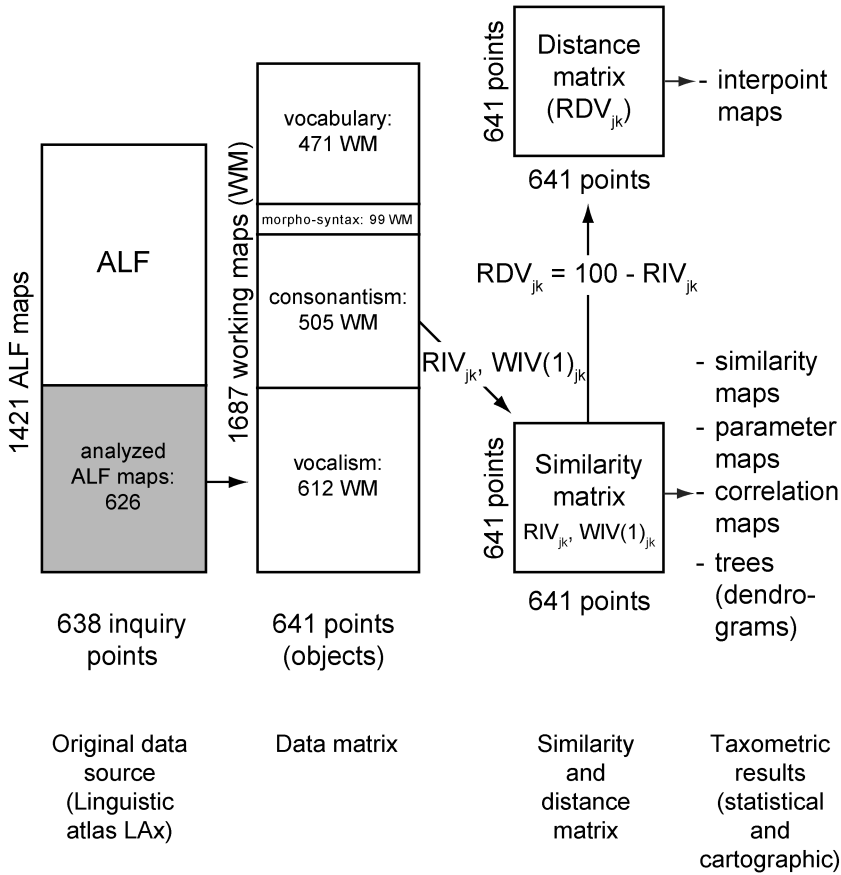 1421 ALF maps
ALF
analyzed
ALF maps:
626
638 inquiry
points
Original data
source
(Linguistic
atlas LAx)
1687 working maps (WM)
vocabulary:
471 WM
morpho-syntax: 99 WM
consonantism:
505 WM
vocalism:
612 WM
641 points
(objects)
Data matrix
RIVjk, WIV(1)jk
641 points
Distance
matrix
(RDVjk)
641 points
RDVjk = 100 - RIVjk
641 points
Similarity
matrix
RIVjk, WIV(1)jk
641 points
Similarity
and
distance
matrix
- interpoint
maps
- similarity
maps
- parameter
maps
- correlation
maps
- trees
(dendro-
grams)
Taxometric
results
(statistical
and
cartographic)